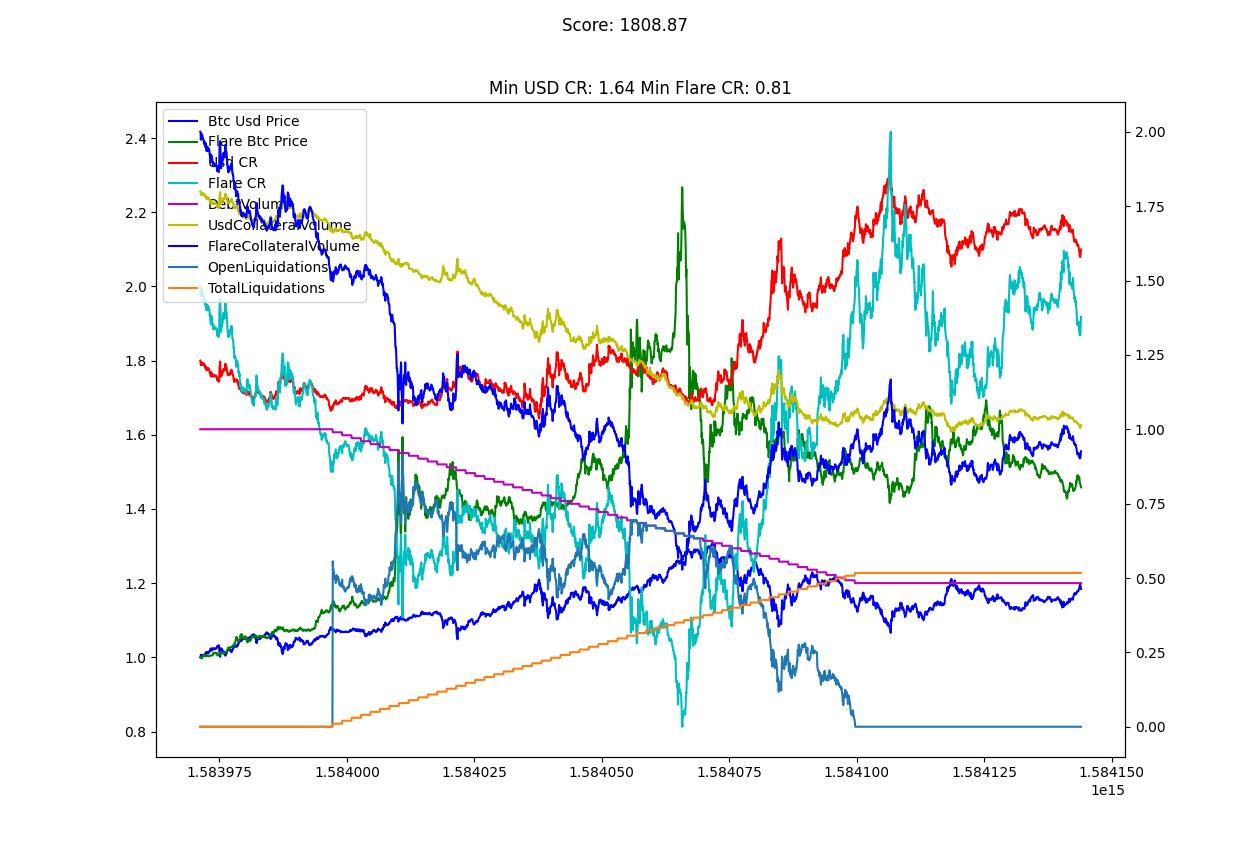 Score: 1808.87
Min USD CR: 1.64 Min Flare CR: 0.81
Btc Usd Price
Flare Btc Price
Usd CR
Flare CR
DebtVolume
UsdCollateralVolume
FlareCollateralVolume
OpenLiquidations
TotalLiquidations
2.4
2.2
2.0
1.8
1.6
1.4
1.2
1.0
0.8
2.00
1.75
1.50
1.25
1.00
0.75
0.50
0.25
0.00
1.583975 1.584000 1.584025 1.584050 1.584075 1.584100 1.584125 1.584150
1e15